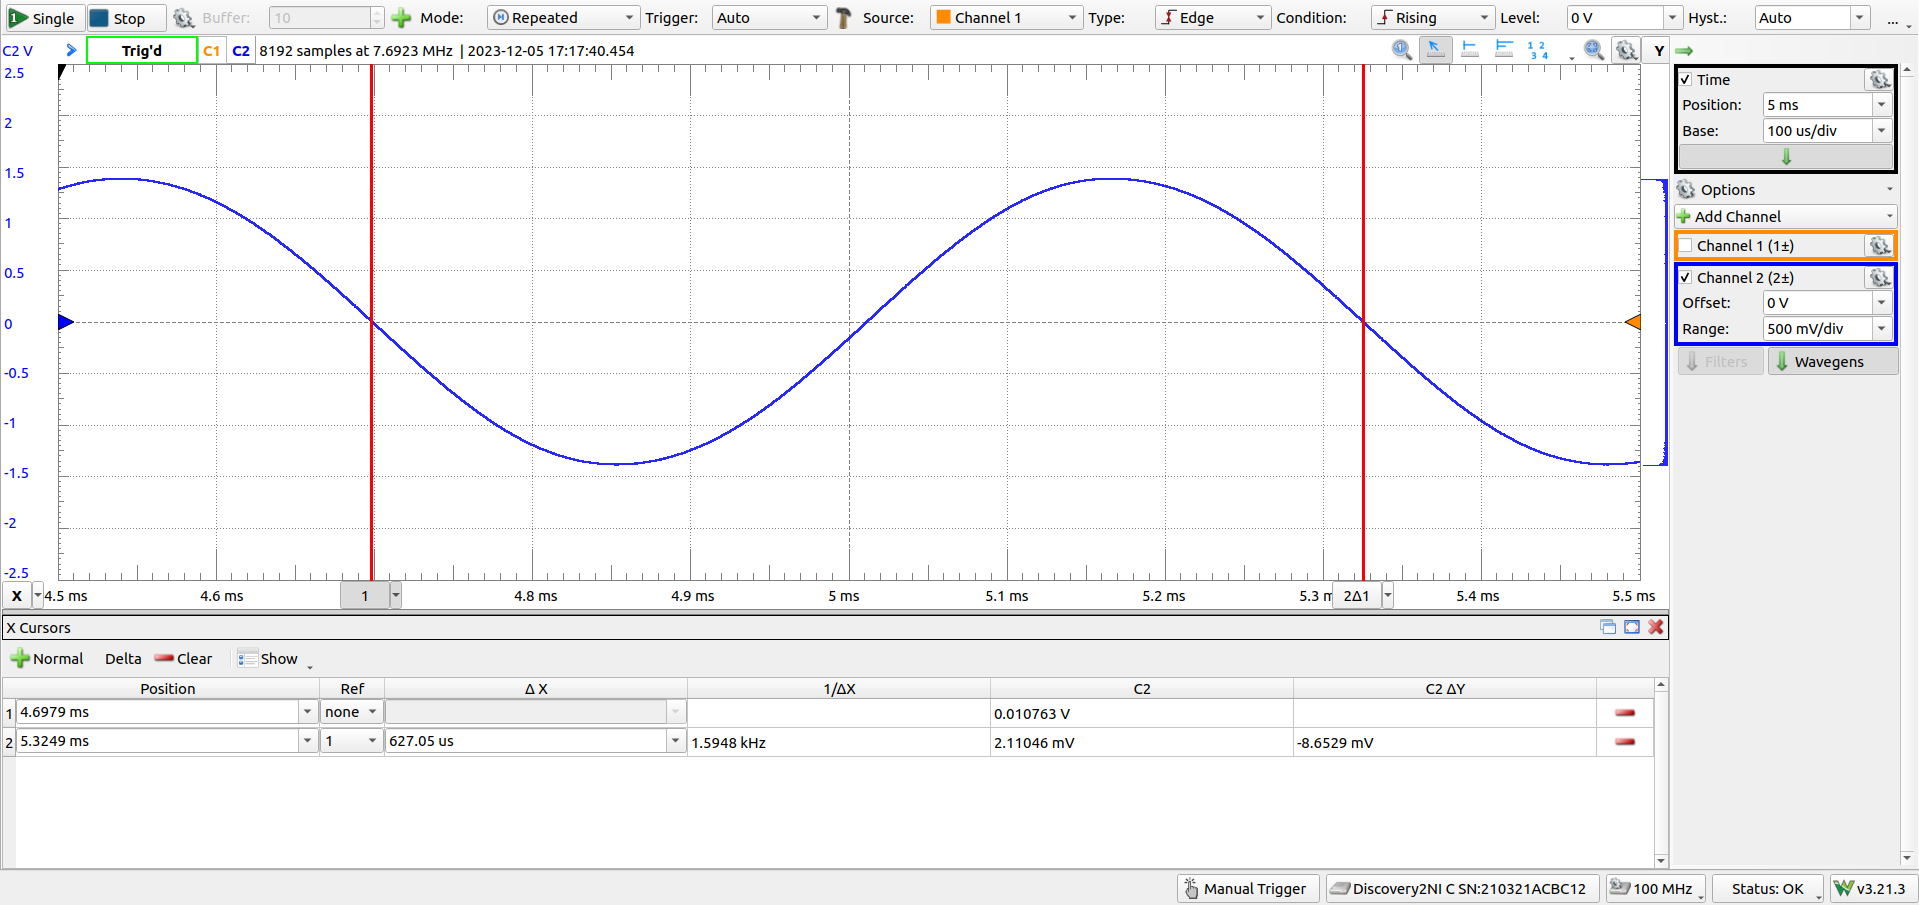 Single Stop Buffer: 10 Mode: Repeated Trigger: Auto Source: Channel 1 Type: Edge Condition: Rising Level: 0 V Hyst.: Auto ...
C2 V Trig'd C1 C2 8192 samples at 7.6923 MHz | 2023-12-05 17:17:40.454 1 2 3 4 Y
2.5
2
1.5
1
0.5
0
-0.5
-1
-1.5
-2
-2.5
X 4.5 ms 4.6 ms 1 4.8 ms 4.9 ms 5 ms 5.1 ms 5.2 ms 5.3 m 2Δ1 5.4 ms 5.5 ms
Time
Position: 5 ms
Base: 100 us/div
Options
Add Channel
Channel 1 (1±)
Channel 2 (2±)
Offset: 0 V
Range: 500 mV/div
Filters Wavegens
X Cursors
Normal Delta Clear Show
Position Ref Δ X 1/ΔX C2 C2 ΔY
1 4.6979 ms none 0.010763 V
2 5.3249 ms 1 627.05 us 1.5948 kHz 2.11046 mV -8.6529 mV
Manual Trigger Discovery2NI C SN:210321ACBC12 100 MHz Status: OK v3.21.3